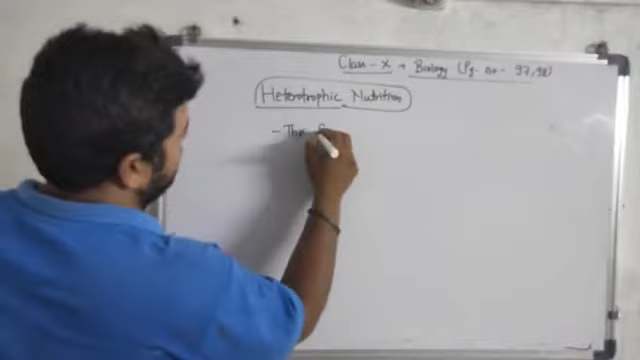 Class - X → Biology (Pg. no - 97, 98)
Heterotrophic Nutrition
- The